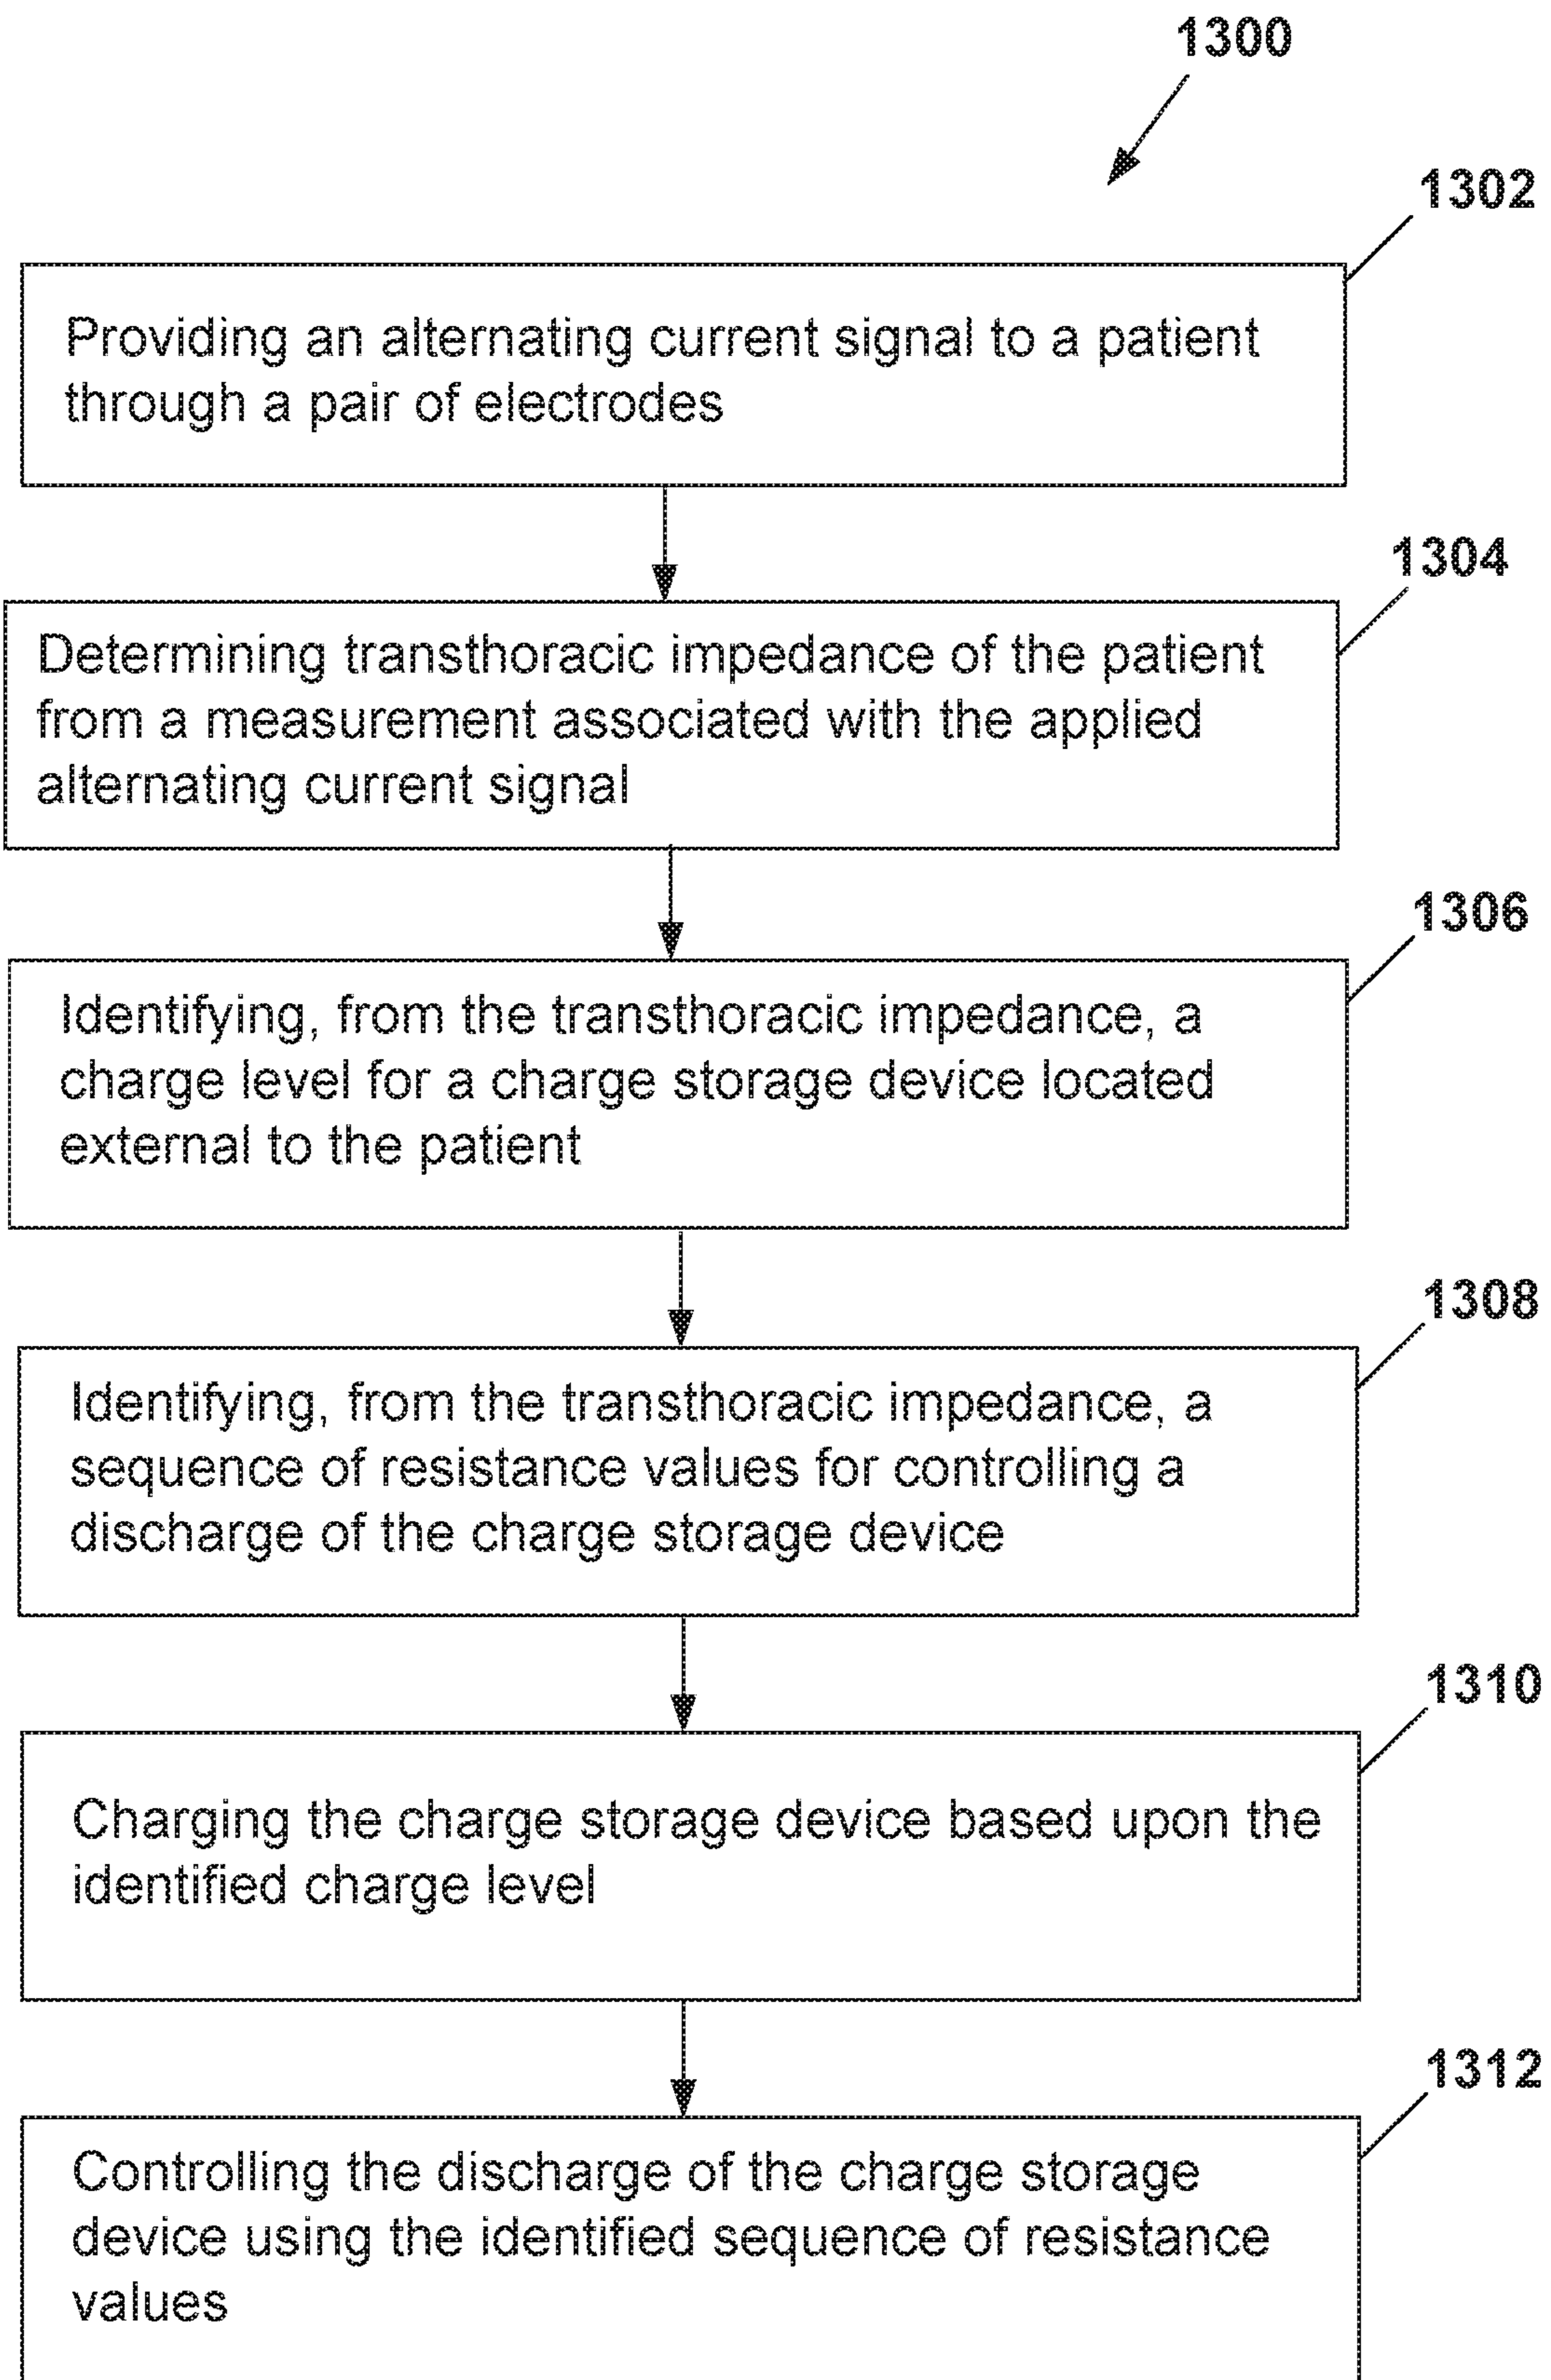 1300
1302
Providing an alternating current signal to a patient
through a pair of electrodes
1304
Determining transthoracic impedance of the patient
from a measurement associated with the applied
alternating current signal
1306
Identifying, from the transthoracic impedance, a
charge level for a charge storage device located
external to the patient
1308
Identifying, from the transthoracic impedance, a
sequence of resistance values for controlling a
discharge of the charge storage device
1310
Charging the charge storage device based upon the
identified charge level
1312
Controlling the discharge of the charge storage
device using the identified sequence of resistance
values